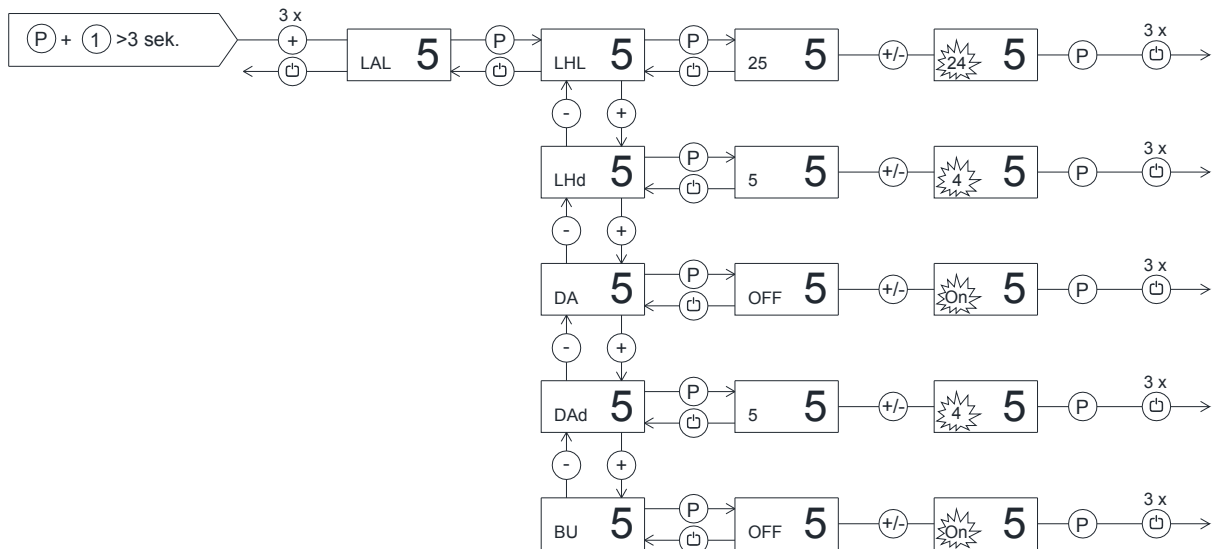 3 x
P + 1 >3 sek. + LAL 5 P LHL 5 P 25 5 +/- 24 5 P 3 x
- +
LHd 5 P 5 5 +/- 4 5 P 3 x
- +
DA 5 P OFF 5 +/- On 5 P 3 x
- +
DAd 5 P 5 5 +/- 4 5 P 3 x
- +
BU 5 P OFF 5 +/- On 5 P 3 x